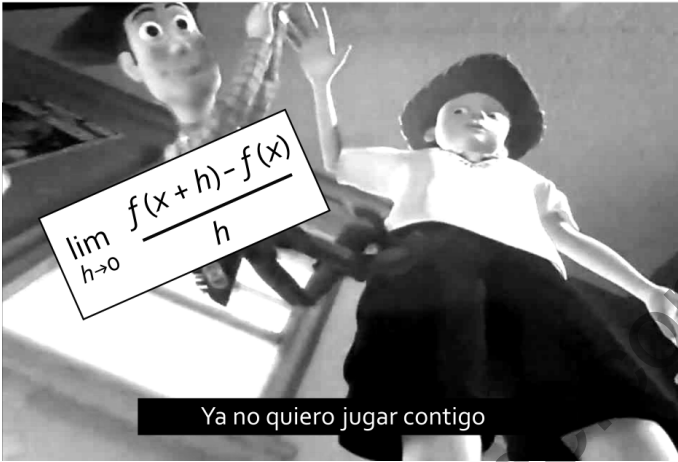 lim h→0 f(x+h)-f(x) / h
Ya no quiero jugar contigo